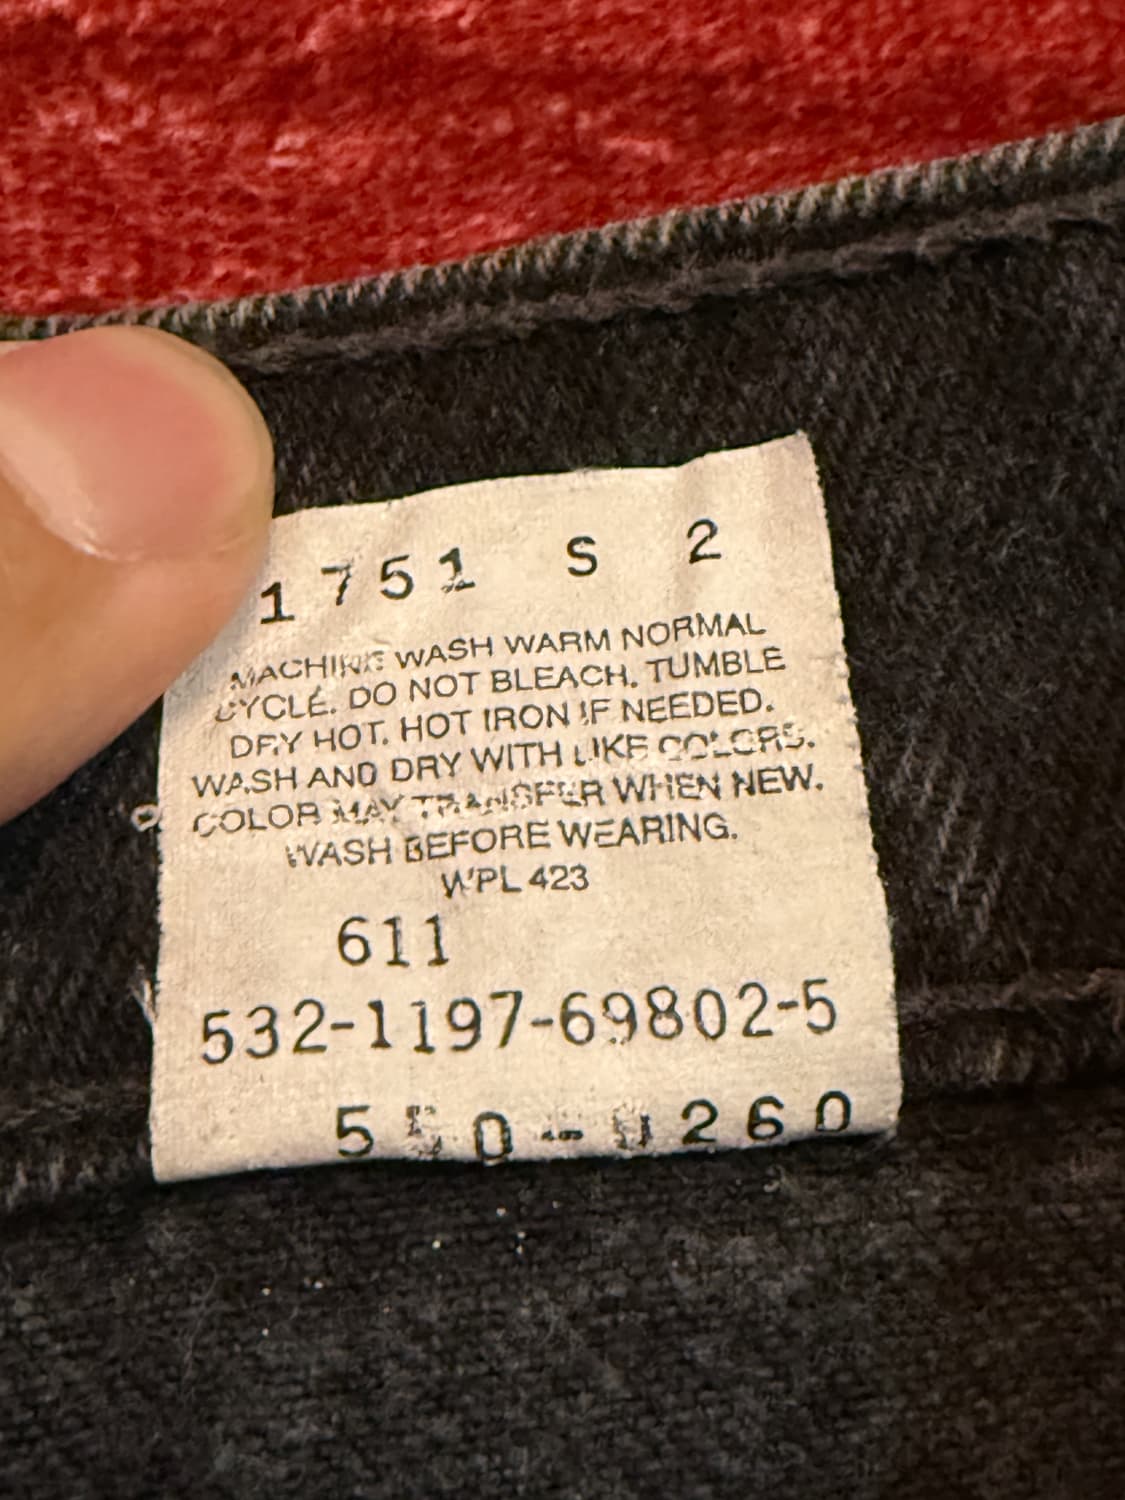 1751 S 2
MACHINE WASH WARM NORMAL
CYCLE. DO NOT BLEACH. TUMBLE
DRY HOT. HOT IRON IF NEEDED.
WASH AND DRY WITH LIKE COLORS.
COLOR MAY TRANSFER WHEN NEW.
WASH BEFORE WEARING.
WPL 423
611
532-1197-69802-5
550-0260